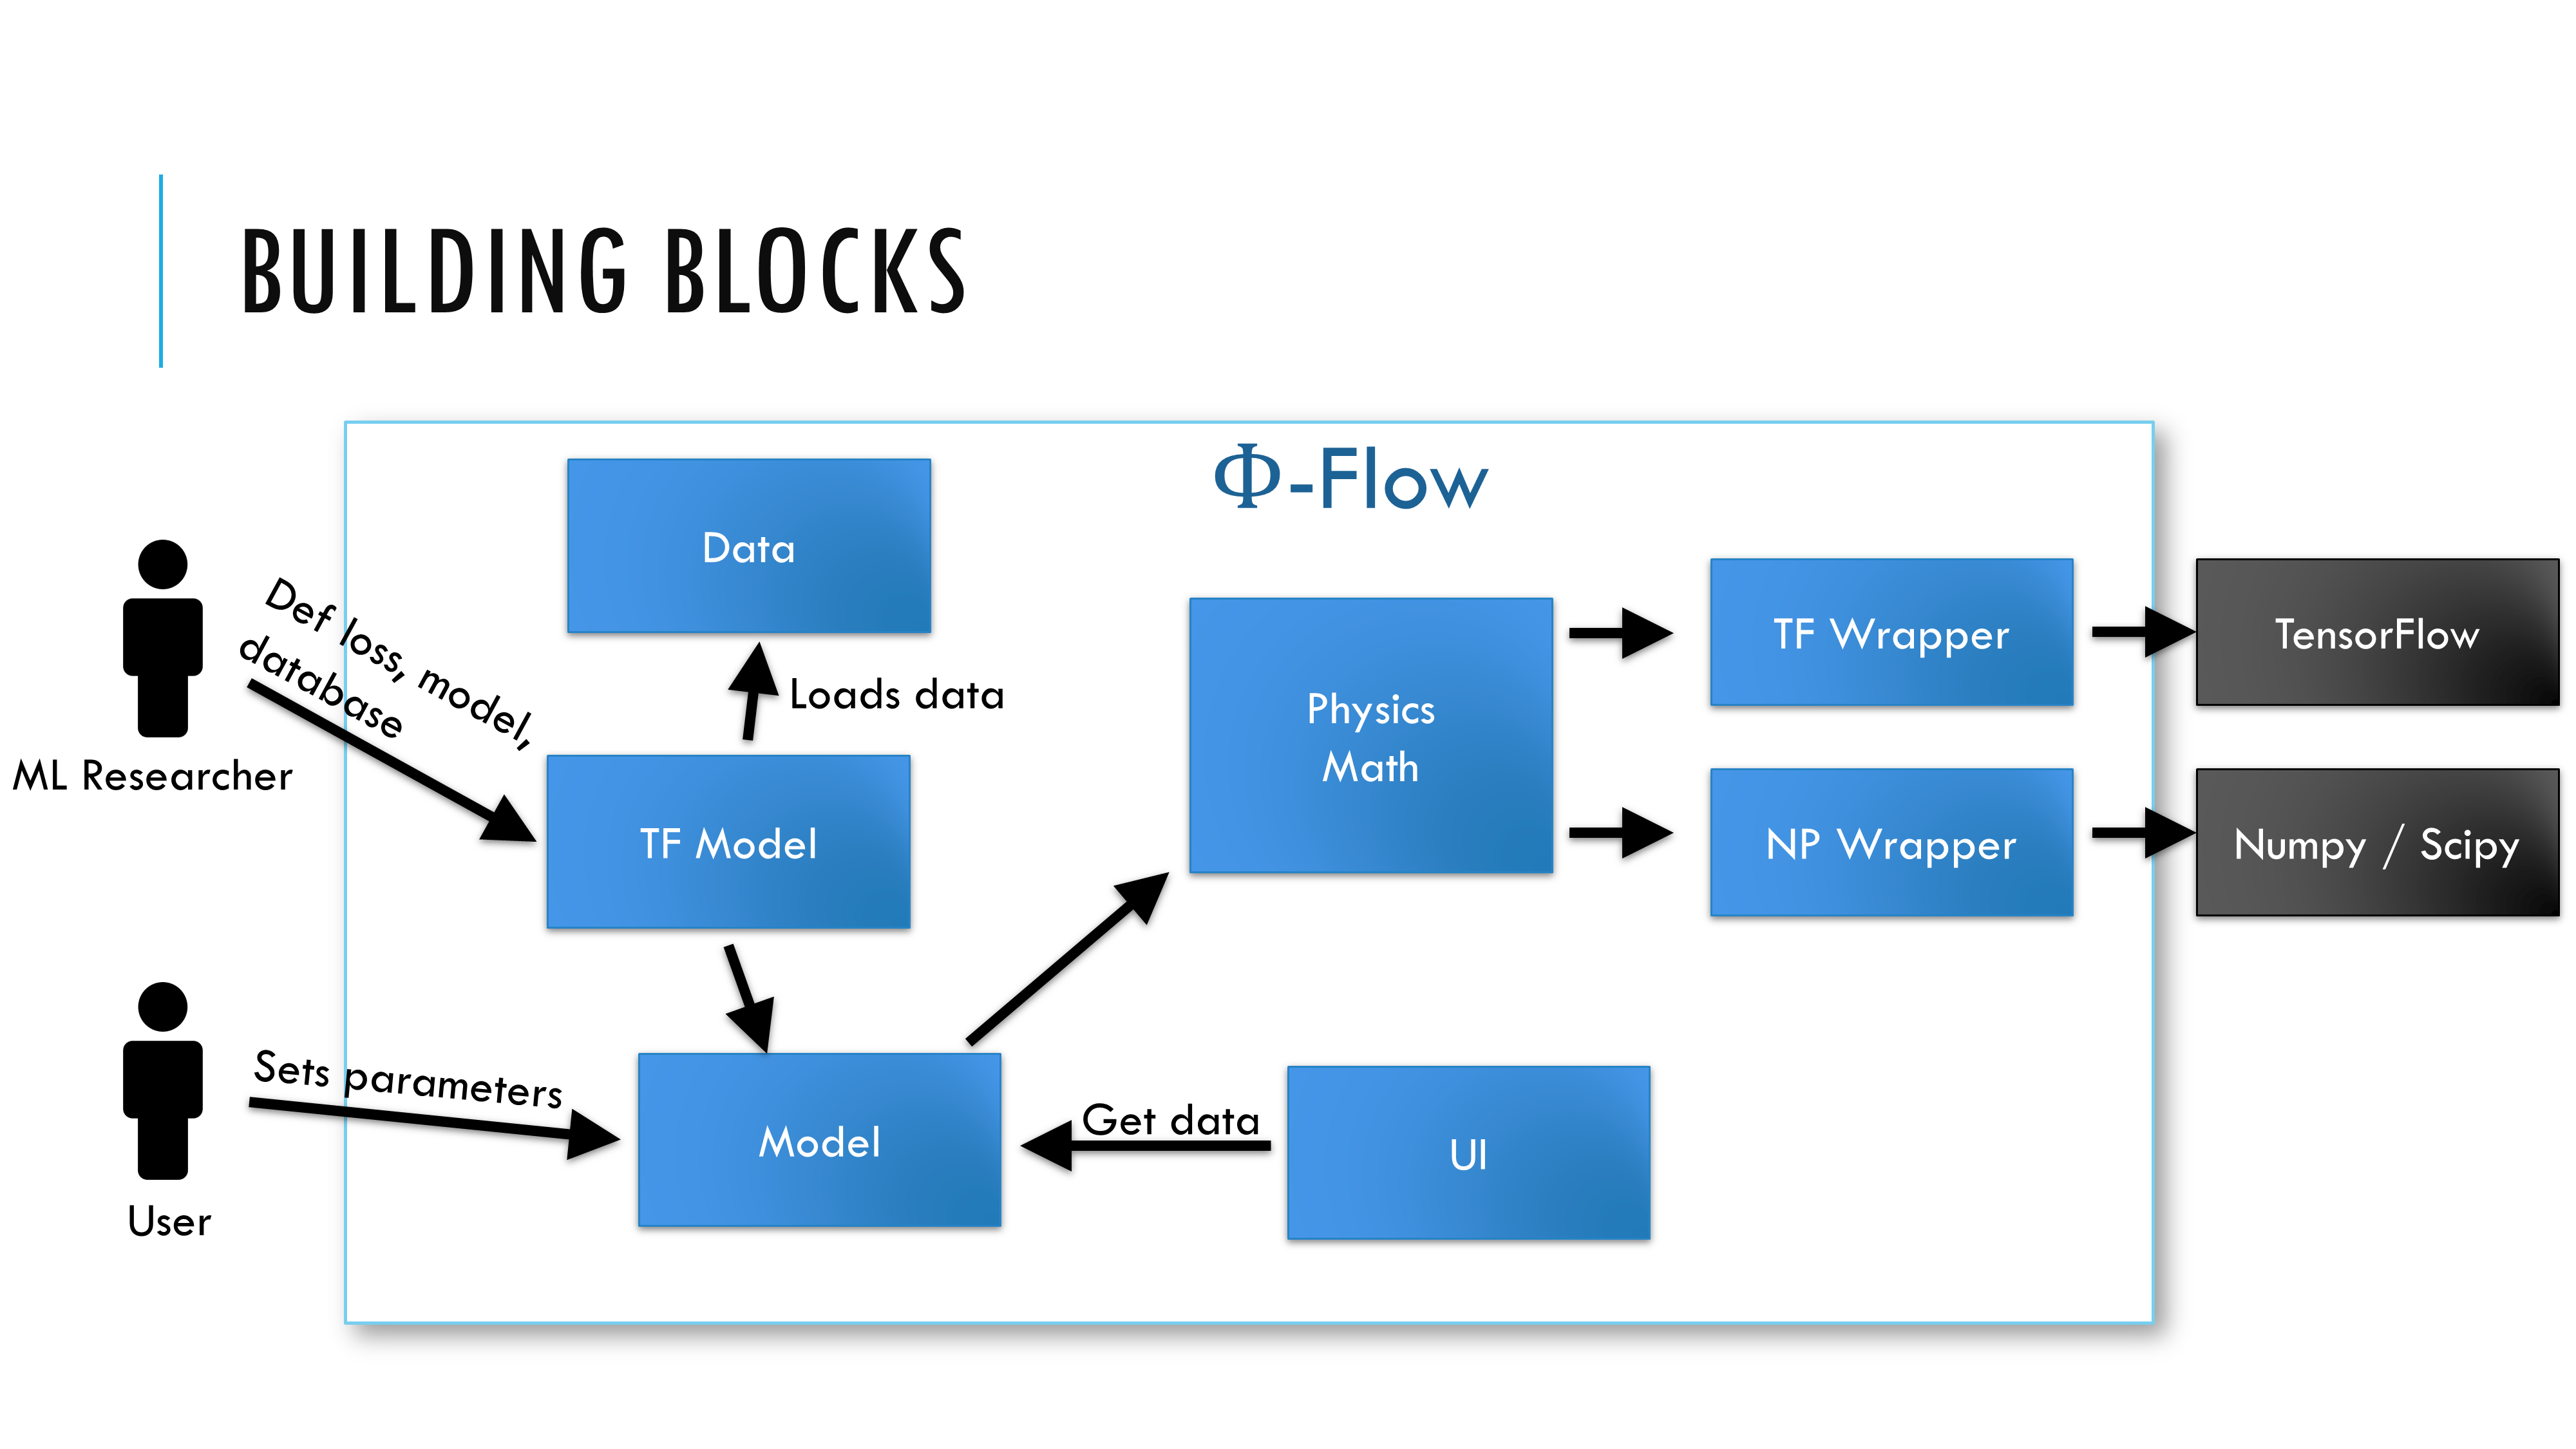 BUILDING BLOCKS
Φ-Flow
Data
Def loss, model,
database
ML Researcher
Loads data
TF Model
Physics
Math
TF Wrapper
TensorFlow
NP Wrapper
Numpy / Scipy
Sets parameters
User
Model
Get data
UI